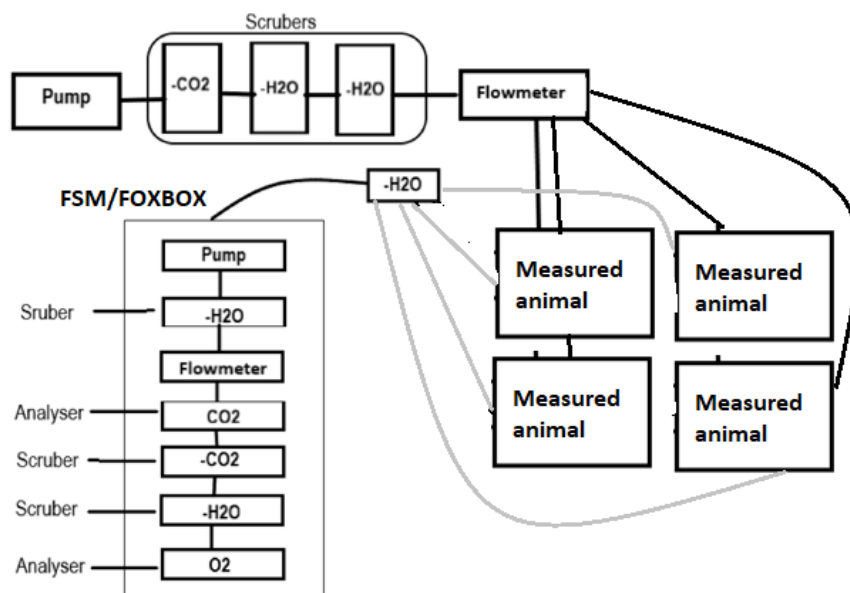 Scrubers
Pump
-CO2
-H2O
-H2O
Flowmeter
-H2O
FSM/FOXBOX
Pump
Sruber
-H2O
Flowmeter
Analyser
CO2
Scruber
-CO2
Scruber
-H2O
Analyser
O2
Measured
animal
Measured
animal
Measured
animal
Measured
animal